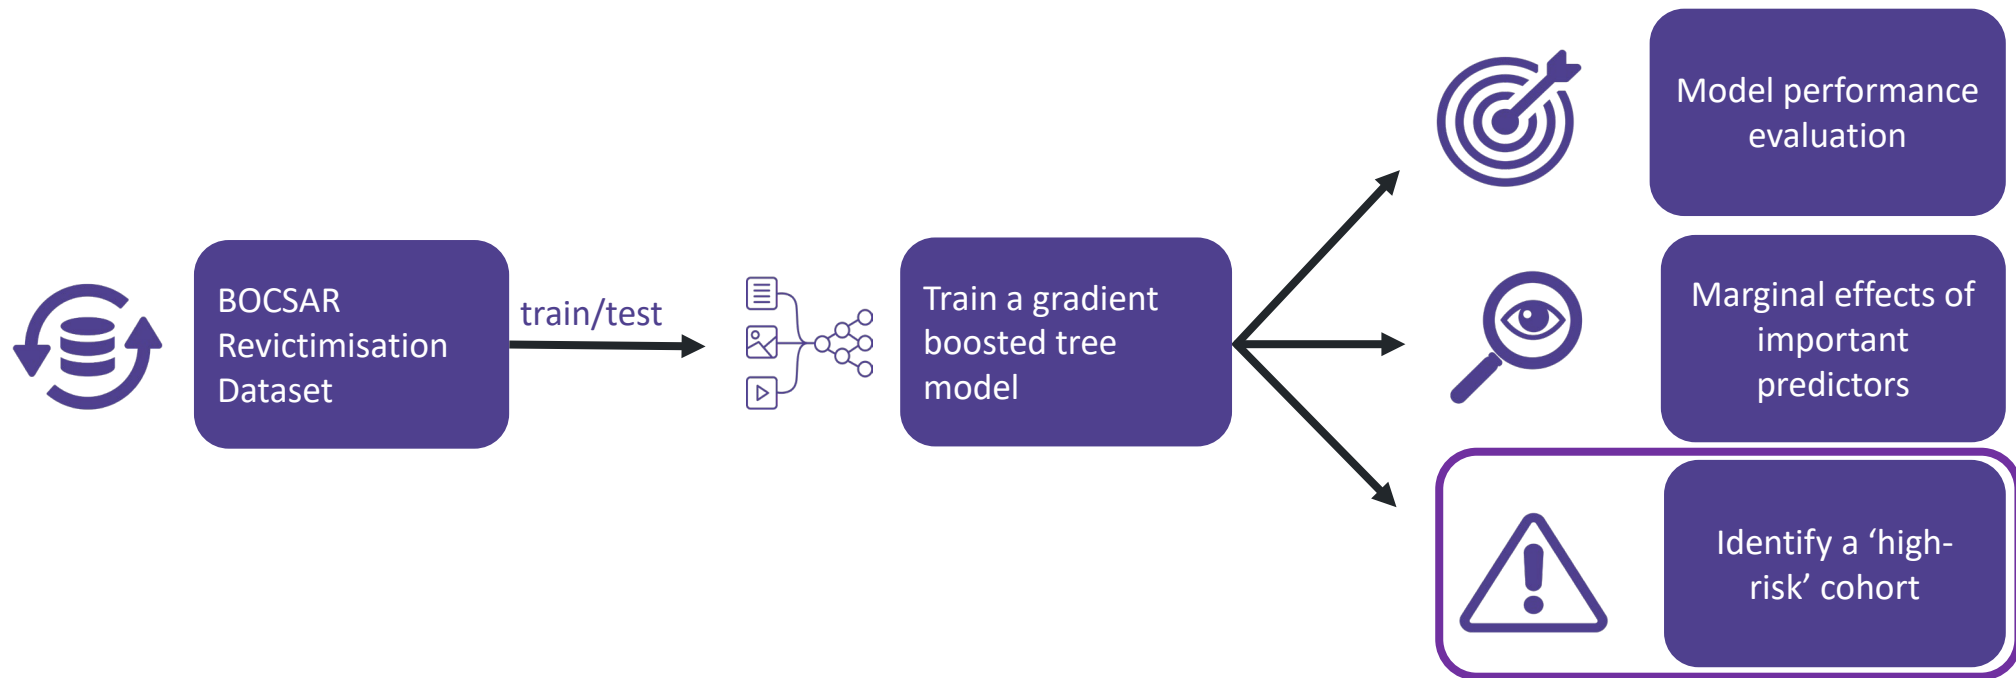 BOCSAR
Revictimisation
Dataset
train/test
Train a gradient
boosted tree
model
Model performance
evaluation
Marginal effects of
important
predictors
Identify a ‘high-
risk’ cohort